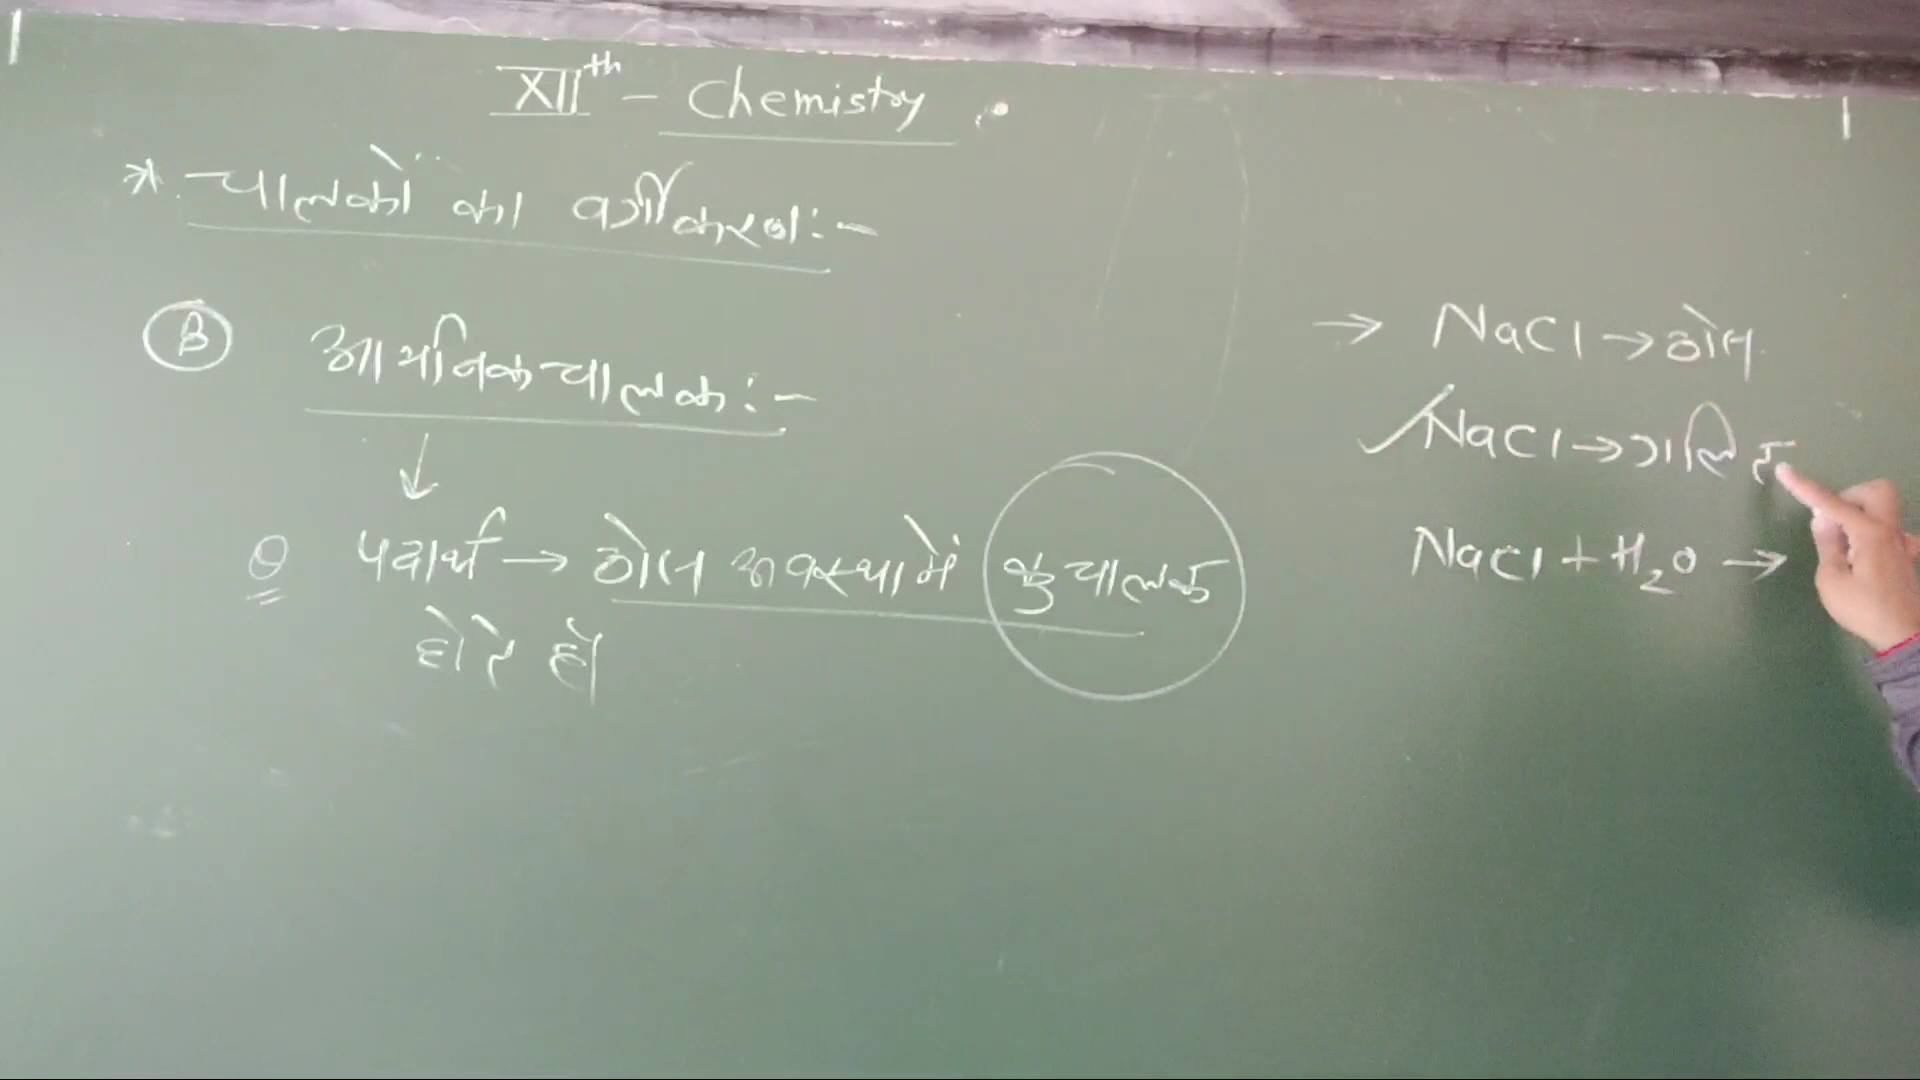 XIIth - Chemistry
* चालकों का वर्गीकरण:-
B आयनिक चालक:-
पदार्थ → ठोस अवस्था में कुचालक
होते हैं
→ NaCl → ठोस
NaCl → गलित
NaCl + H2O →